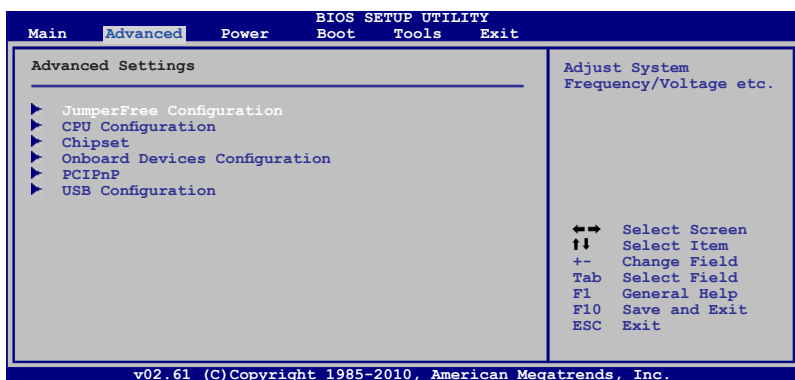 BIOS SETUP UTILITY
Main Advanced Power Boot Tools Exit
Advanced Settings
JumperFree Configuration
CPU Configuration
Chipset
Onboard Devices Configuration
PCIPnP
USB Configuration
Adjust System
Frequency/Voltage etc.
←→ Select Screen
↑↓ Select Item
+- Change Field
Tab Select Field
F1 General Help
F10 Save and Exit
ESC Exit
v02.61 (C)Copyright 1985-2010, American Megatrends, Inc.